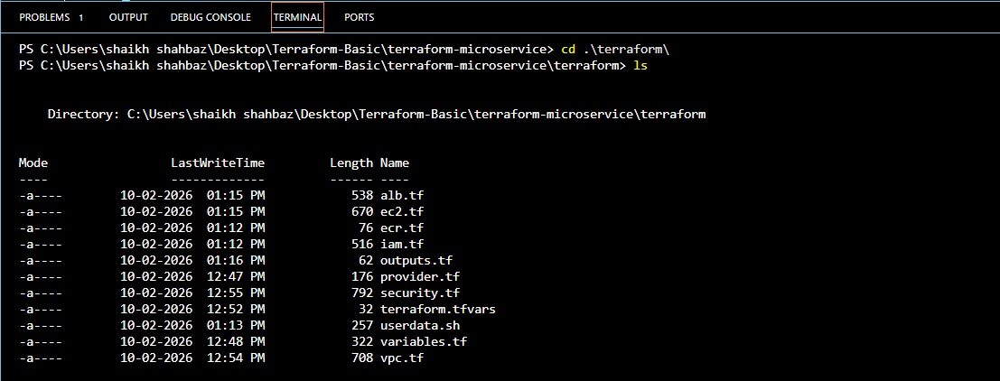 PROBLEMS 1 OUTPUT DEBUG CONSOLE TERMINAL PORTS
PS C:\Users\shaikh shahbaz\Desktop\Terraform-Basic\terraform-microservice> cd .\terraform\
PS C:\Users\shaikh shahbaz\Desktop\Terraform-Basic\terraform-microservice\terraform> ls
Directory: C:\Users\shaikh shahbaz\Desktop\Terraform-Basic\terraform-microservice\terraform
Mode LastWriteTime Length Name
---- ------------- ------ ----
-a---- 10-02-2026 01:15 PM 538 alb.tf
-a---- 10-02-2026 01:15 PM 670 ec2.tf
-a---- 10-02-2026 01:12 PM 76 ecr.tf
-a---- 10-02-2026 01:12 PM 516 iam.tf
-a---- 10-02-2026 01:16 PM 62 outputs.tf
-a---- 10-02-2026 12:47 PM 176 provider.tf
-a---- 10-02-2026 12:55 PM 792 security.tf
-a---- 10-02-2026 12:52 PM 32 terraform.tfvars
-a---- 10-02-2026 01:13 PM 257 userdata.sh
-a---- 10-02-2026 12:48 PM 322 variables.tf
-a---- 10-02-2026 12:54 PM 708 vpc.tf